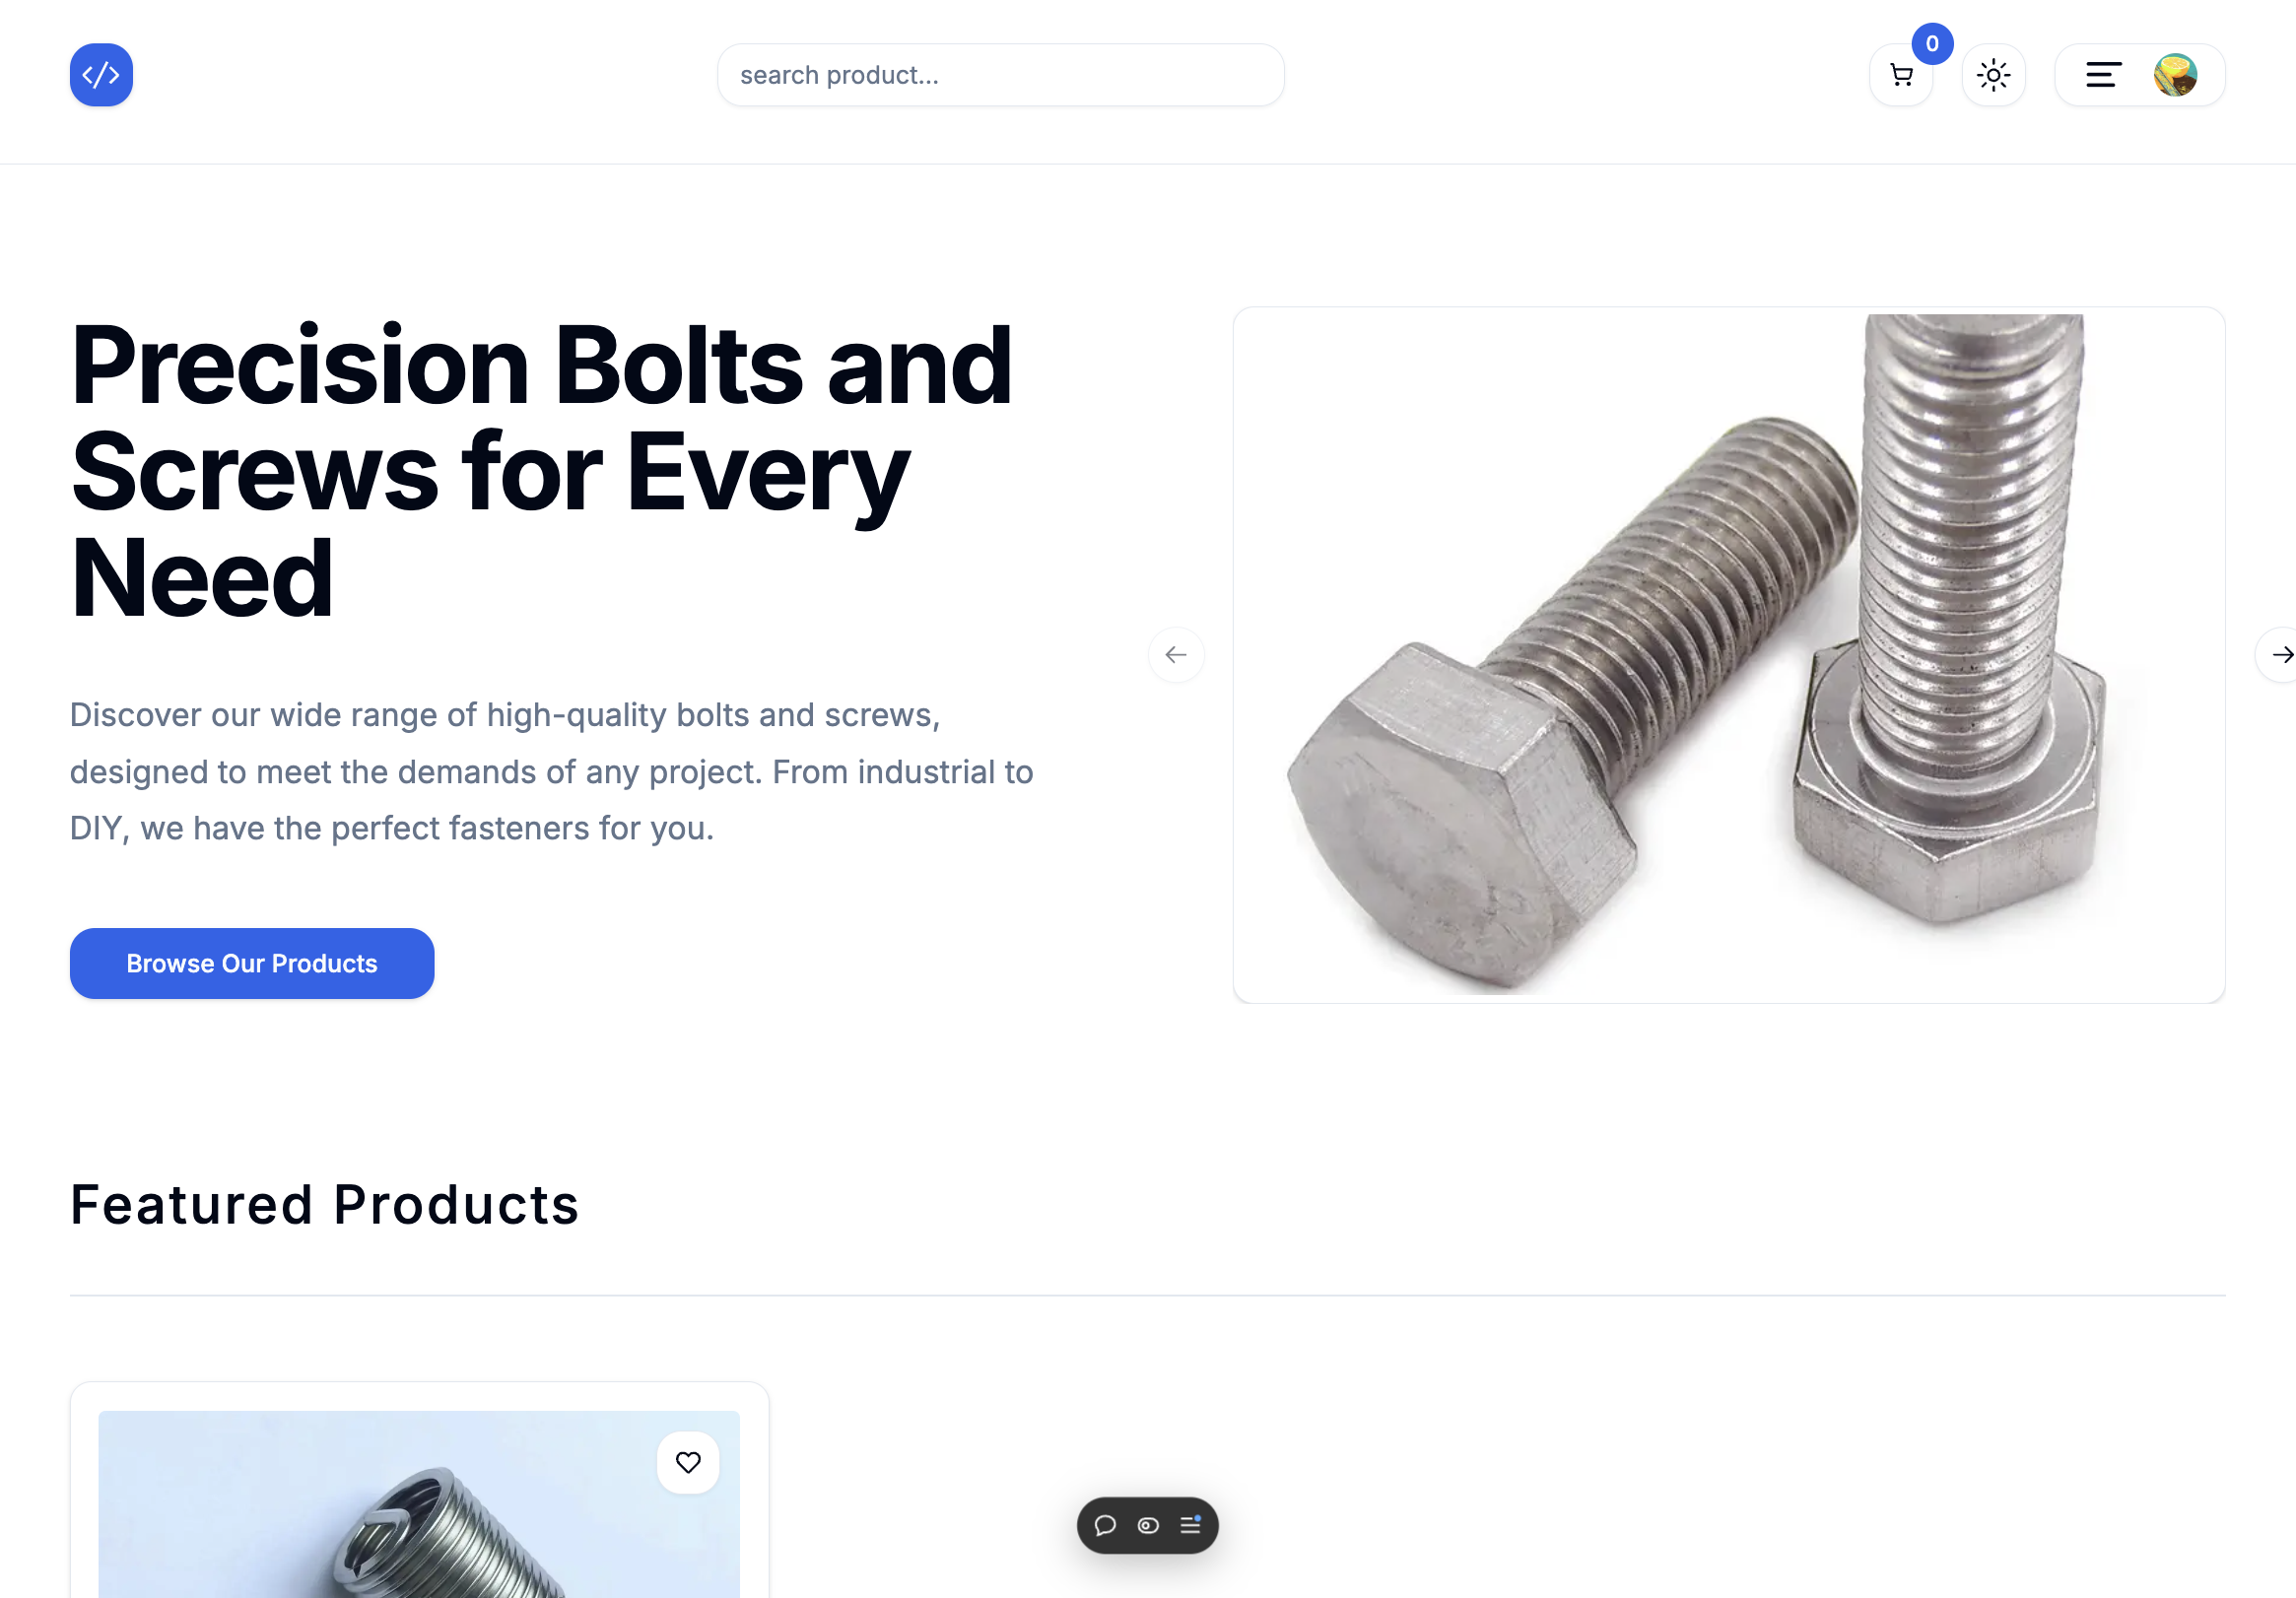 </>
search product...
0
Precision Bolts and
Screws for Every
Need
Discover our wide range of high-quality bolts and screws,
designed to meet the demands of any project. From industrial to
DIY, we have the perfect fasteners for you.
Browse Our Products
Featured Products